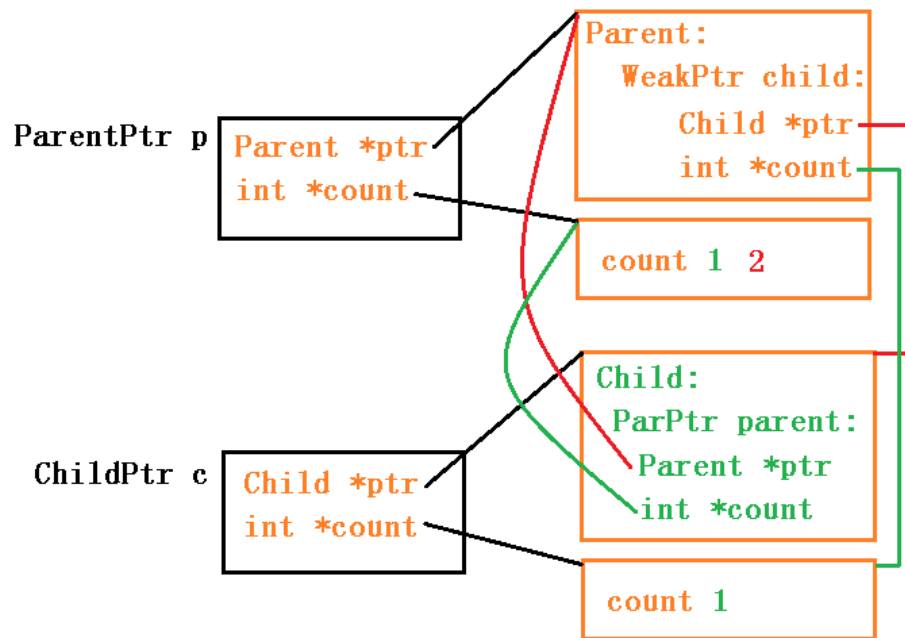 Parent:
WeakPtr child:
Child *ptr
int *count
ParentPtr p
Parent *ptr
int *count
count 1 2
Child:
ParPtr parent:
Parent *ptr
int *count
ChildPtr c
Child *ptr
int *count
count 1